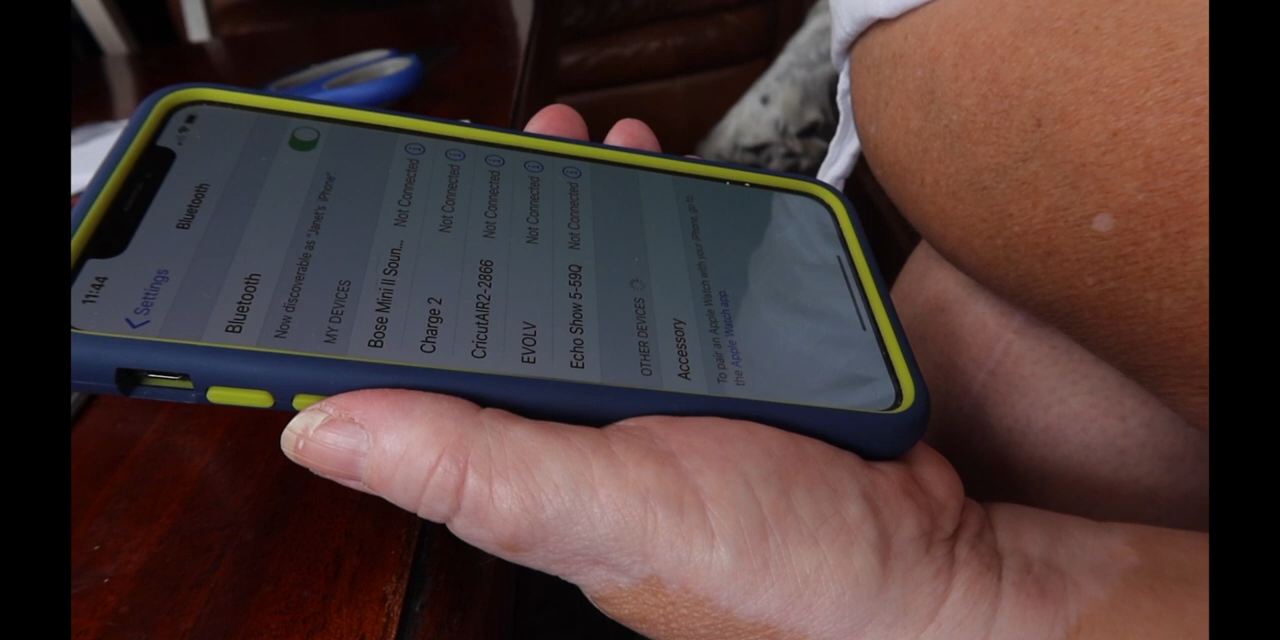 11:44
Settings
Bluetooth
Bluetooth
Now discoverable as "Janet's iPhone".
MY DEVICES
Bose Mini II Soun... Not Connected
Charge 2 Not Connected
CricutAIR2-2866 Not Connected
EVOLV Not Connected
Echo Show 5-59Q Not Connected
OTHER DEVICES
Accessory
To pair an Apple Watch with your iPhone, go to
the Apple Watch app.